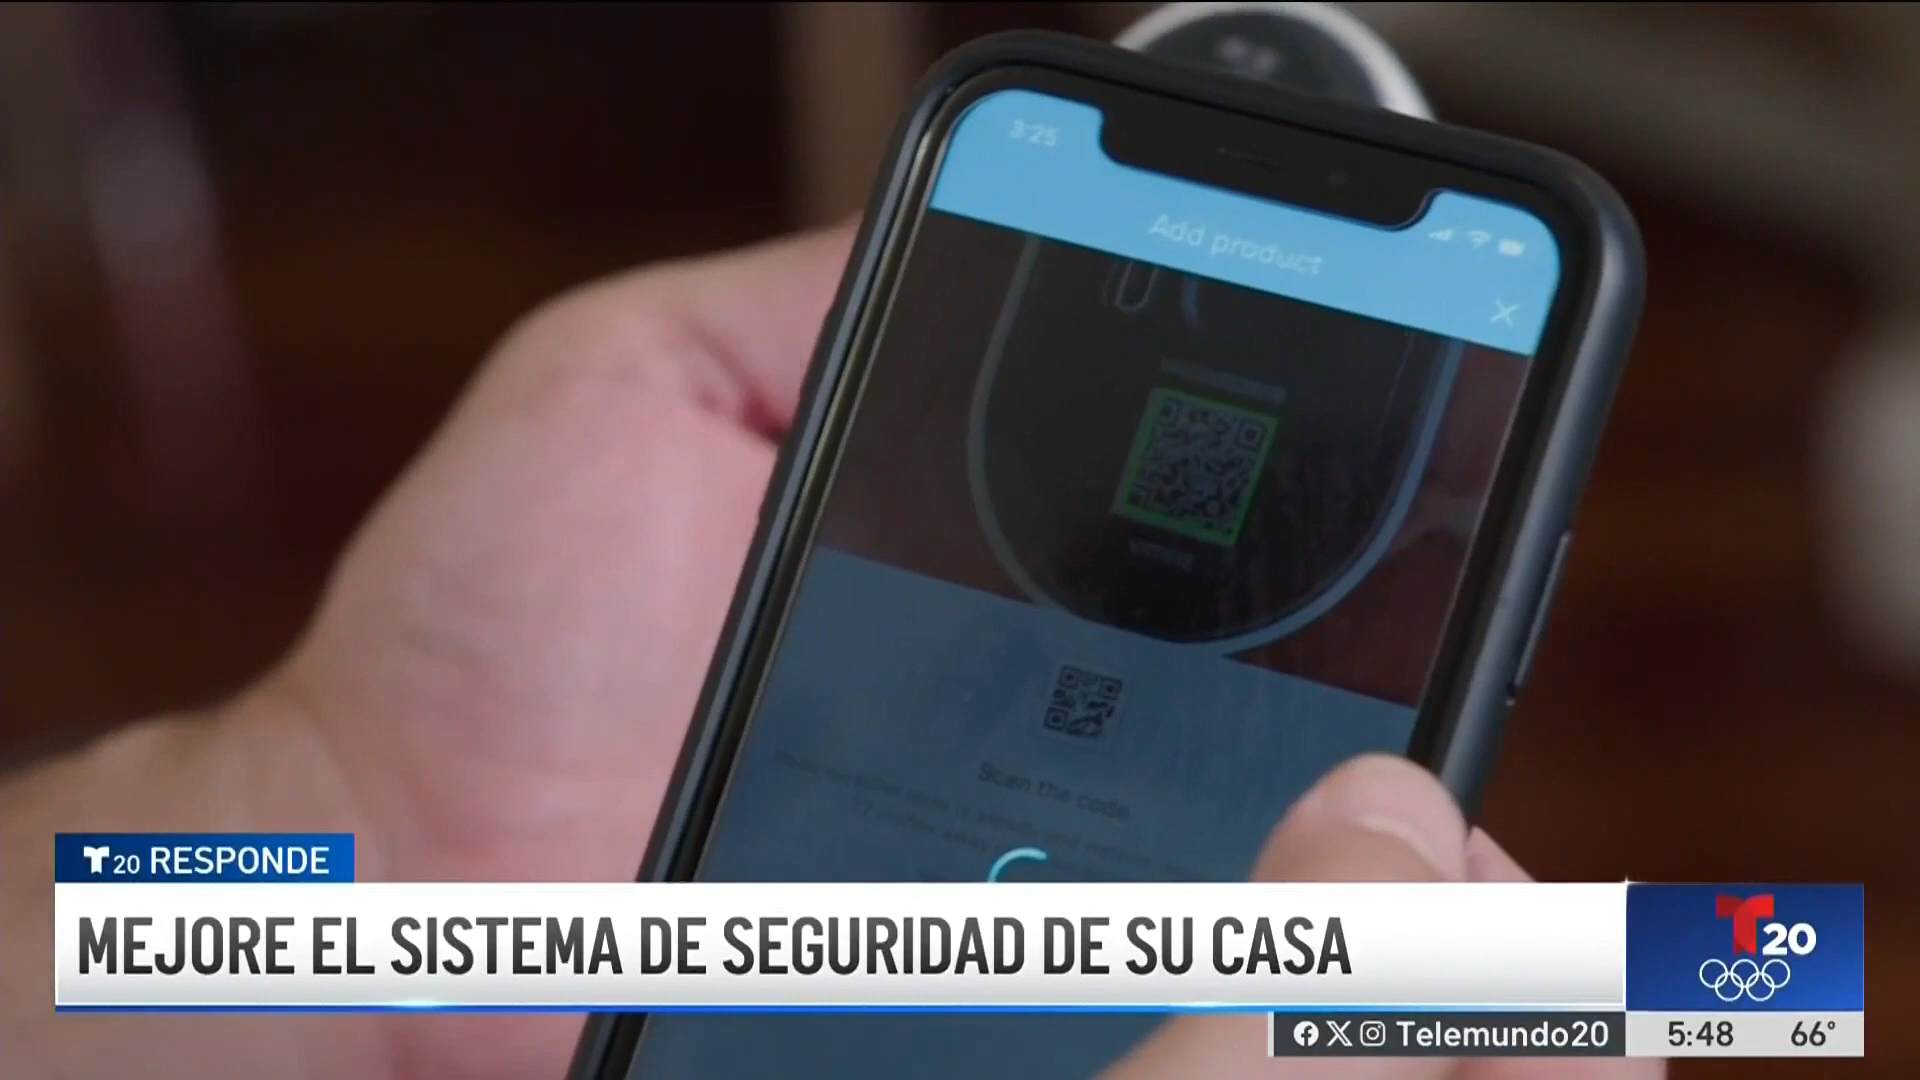 3:25
Add product
Scan the code
T20 RESPONDE
MEJORE EL SISTEMA DE SEGURIDAD DE SU CASA
T20
Telemundo20
5:48 66°